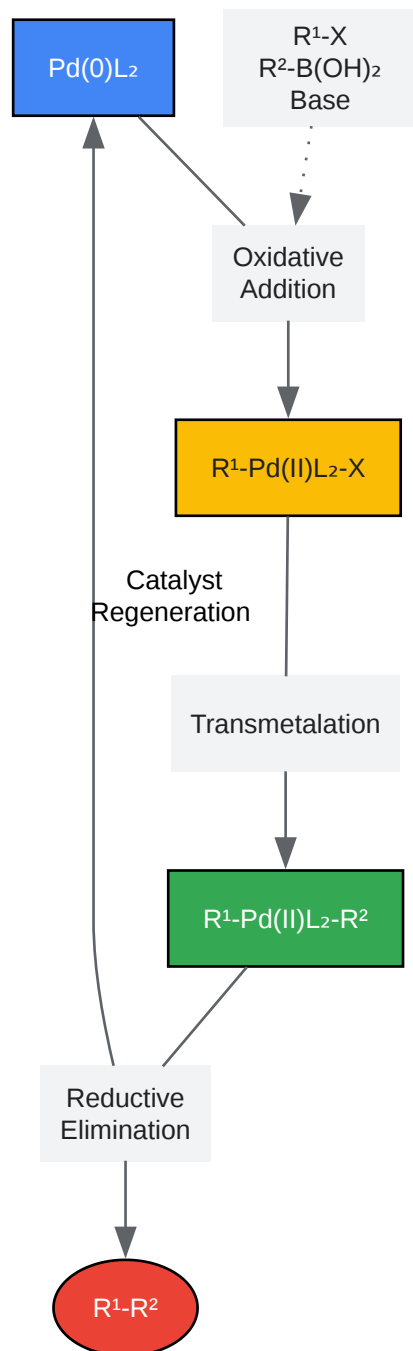 Pd(0)L₂
R¹-X
R²-B(OH)₂
Base
Oxidative
Addition
R¹-Pd(II)L₂-X
Catalyst
Regeneration
Transmetalation
R¹-Pd(II)L₂-R²
Reductive
Elimination
R¹-R²